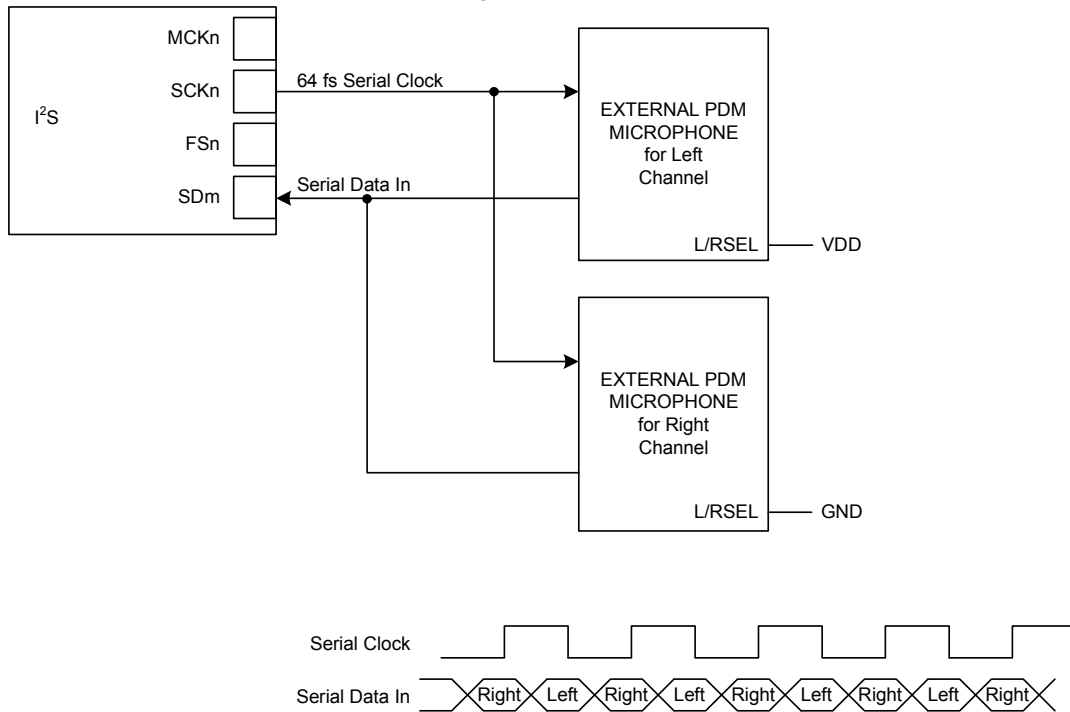 MCKn
SCKn
I²S
FSn
SDm
64 fs Serial Clock
Serial Data In
EXTERNAL PDM
MICROPHONE
for Left
Channel
L/RSEL
VDD
EXTERNAL PDM
MICROPHONE
for Right
Channel
L/RSEL
GND
Serial Clock
Serial Data In Right Left Right Left Right Left Right Left Right